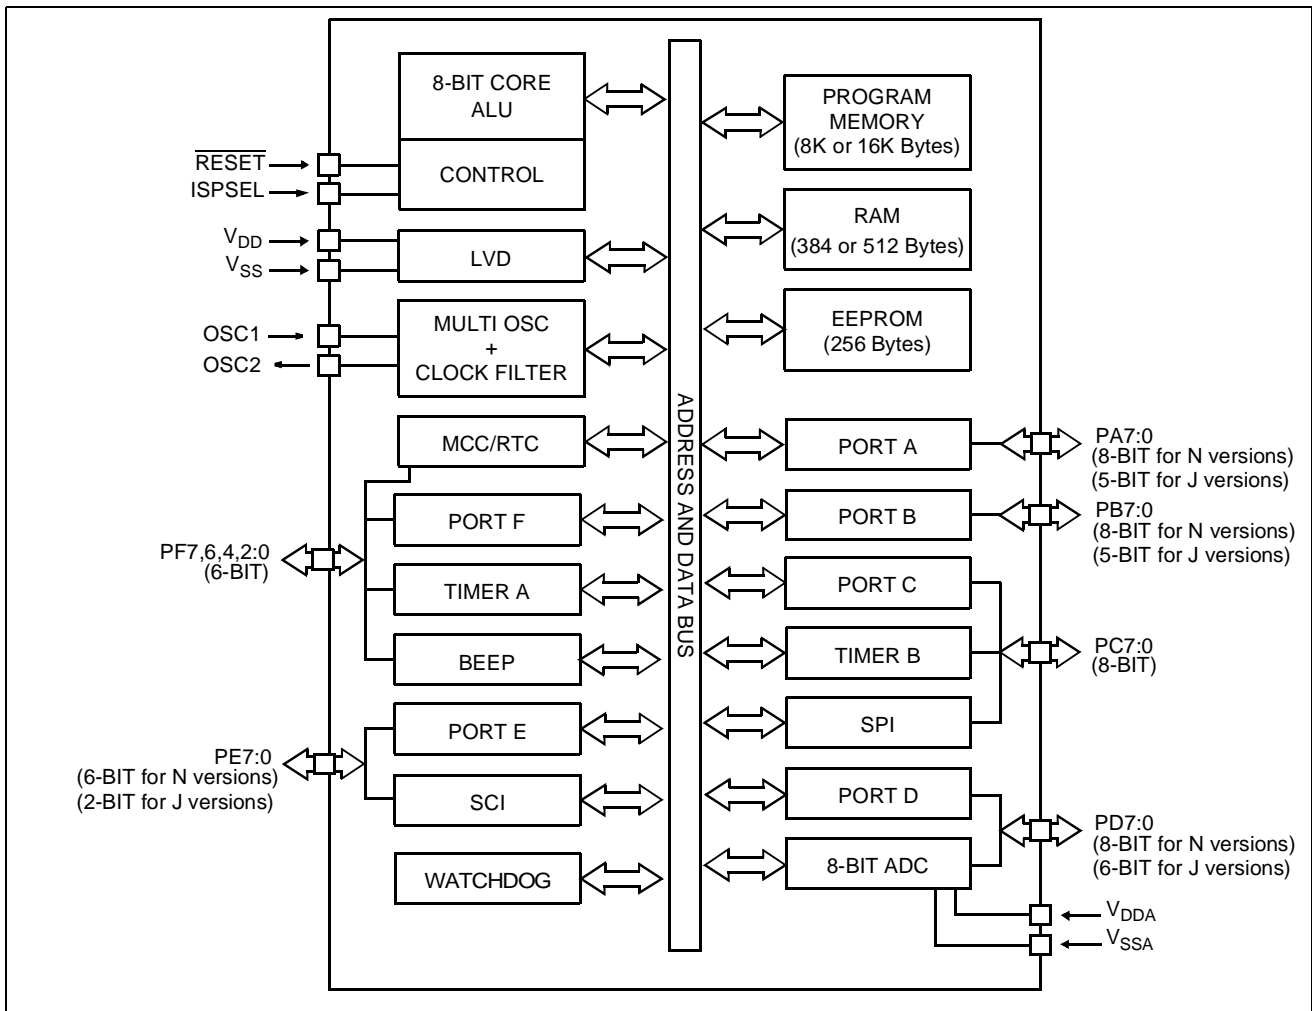 8-BIT CORE
ALU
CONTROL
RESET
ISPSEL
VDD
VSS
LVD
OSC1
OSC2
MULTI OSC
+
CLOCK FILTER
MCC/RTC
PORT F
TIMER A
BEEP
PF7,6,4,2:0
(6-BIT)
PORT E
SCI
PE7:0
(6-BIT for N versions)
(2-BIT for J versions)
WATCHDOG
ADDRESS AND DATA BUS
PROGRAM
MEMORY
(8K or 16K Bytes)
RAM
(384 or 512 Bytes)
EEPROM
(256 Bytes)
PORT A
PA7:0
(8-BIT for N versions)
(5-BIT for J versions)
PORT B
PB7:0
(8-BIT for N versions)
(5-BIT for J versions)
PORT C
TIMER B
SPI
PC7:0
(8-BIT)
PORT D
8-BIT ADC
PD7:0
(8-BIT for N versions)
(6-BIT for J versions)
VDDA
VSSA